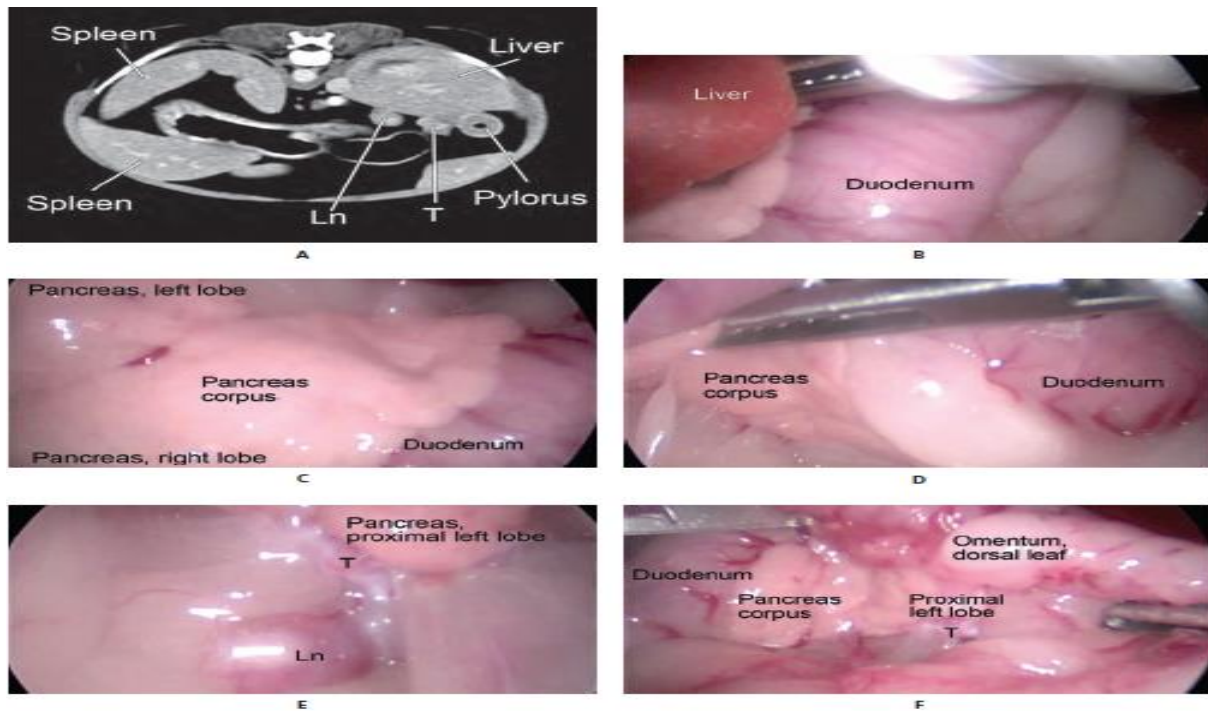 Spleen
Liver
Spleen
Ln
T
Pylorus
A
Liver
Duodenum
B
Pancreas, left lobe
Pancreas
corpus
Duodenum
Pancreas, right lobe
C
Pancreas
corpus
Duodenum
D
Pancreas,
proximal left lobe
T
Ln
E
Omentum,
dorsal leaf
Duodenum
Pancreas
corpus
Proximal
left lobe
T
F